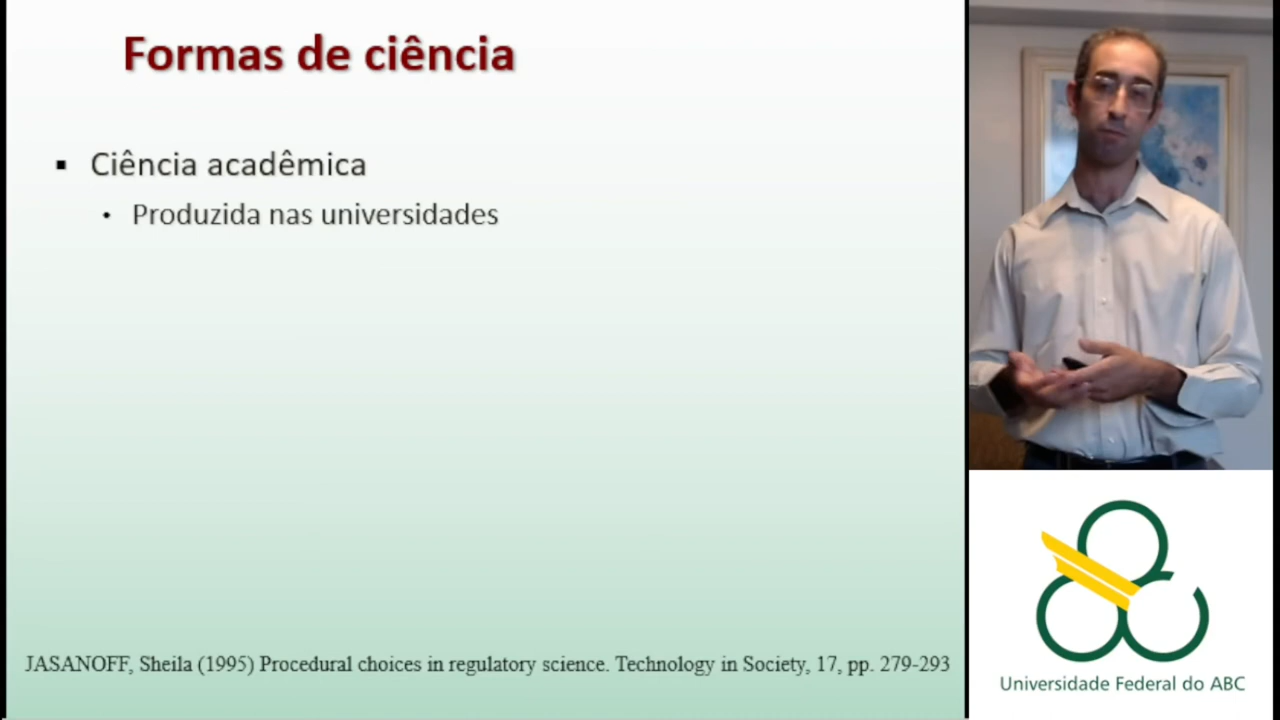 Formas de ciência
▪ Ciência acadêmica
• Produzida nas universidades
JASANOFF, Sheila (1995) Procedural choices in regulatory science. Technology in Society, 17, pp. 279-293
Universidade Federal do ABC